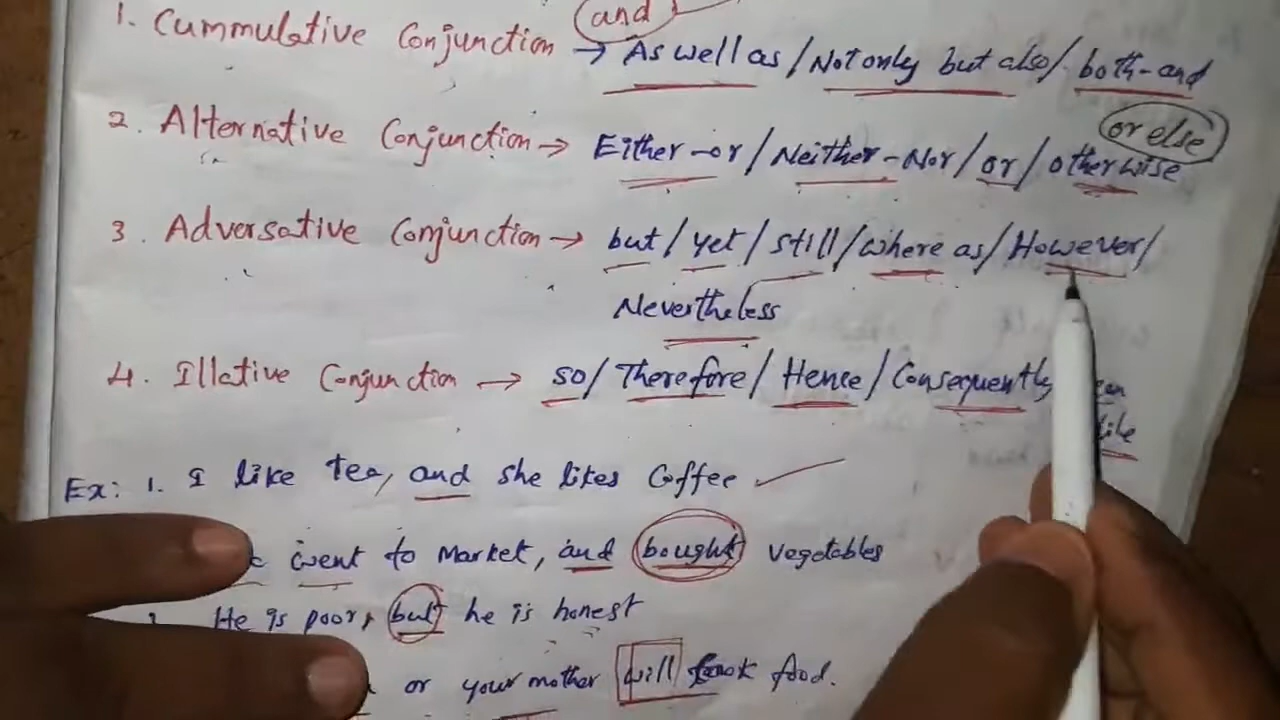 (and)
1. Cummulative Conjunction → As well as / Not only but also / both - and
or else
2. Alternative Conjunction → Either - or / Neither - Nor / or / otherwise
3. Adversative Conjunction → but / yet / still / where as / However /
Nevertheless
4. Illative Conjunction → so / Therefore / Hence / Consequently
Ex: 1. I like tea, and she likes Coffee
went to Market, and bought vegetables
He is poor, but he is honest
or your mother will cook food.